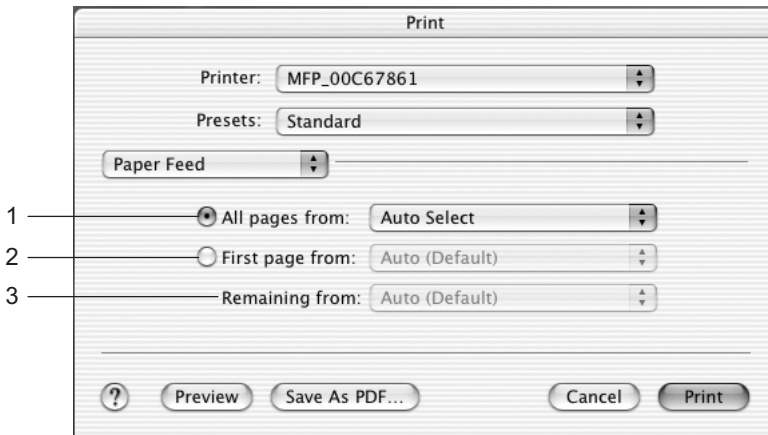 Print
Printer: MFP_00C67861
Presets: Standard
Paper Feed
1 All pages from: Auto Select
2 First page from: Auto (Default)
3 Remaining from: Auto (Default)
? Preview Save As PDF... Cancel Print